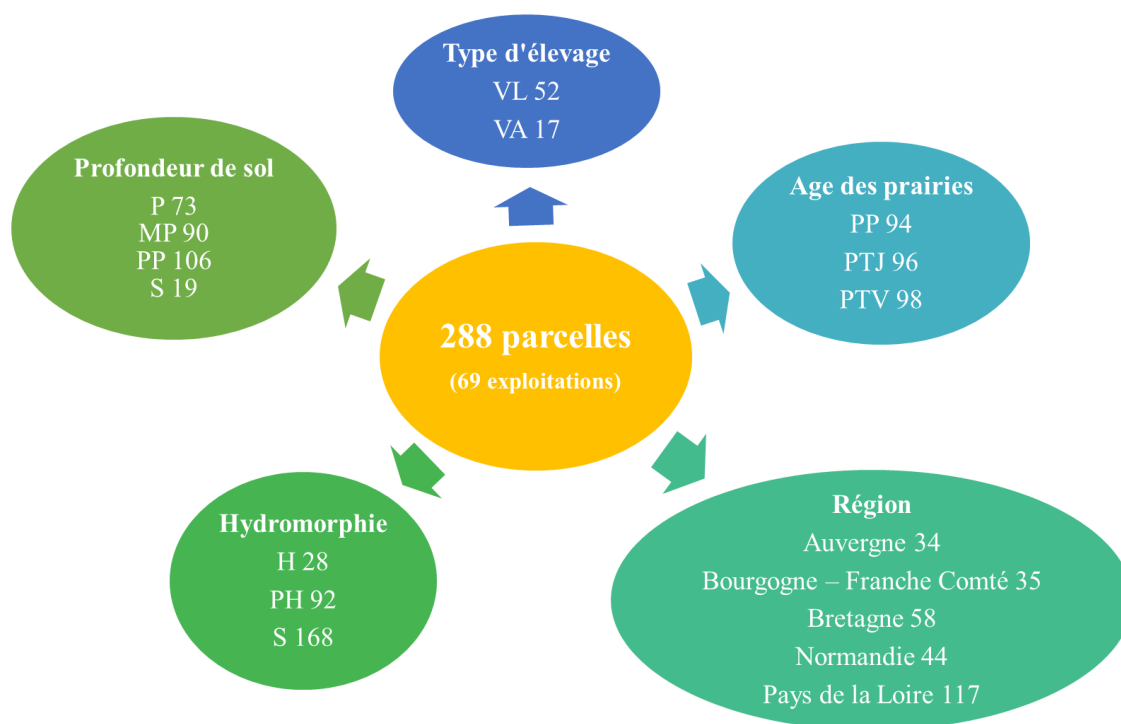 Type d'élevage
VL 52
VA 17
Profondeur de sol
P 73
MP 90
PP 106
S 19
Age des prairies
PP 94
PTJ 96
PTV 98
288 parcelles
(69 exploitations)
Hydromorphie
H 28
PH 92
S 168
Région
Auvergne 34
Bourgogne – Franche Comté 35
Bretagne 58
Normandie 44
Pays de la Loire 117